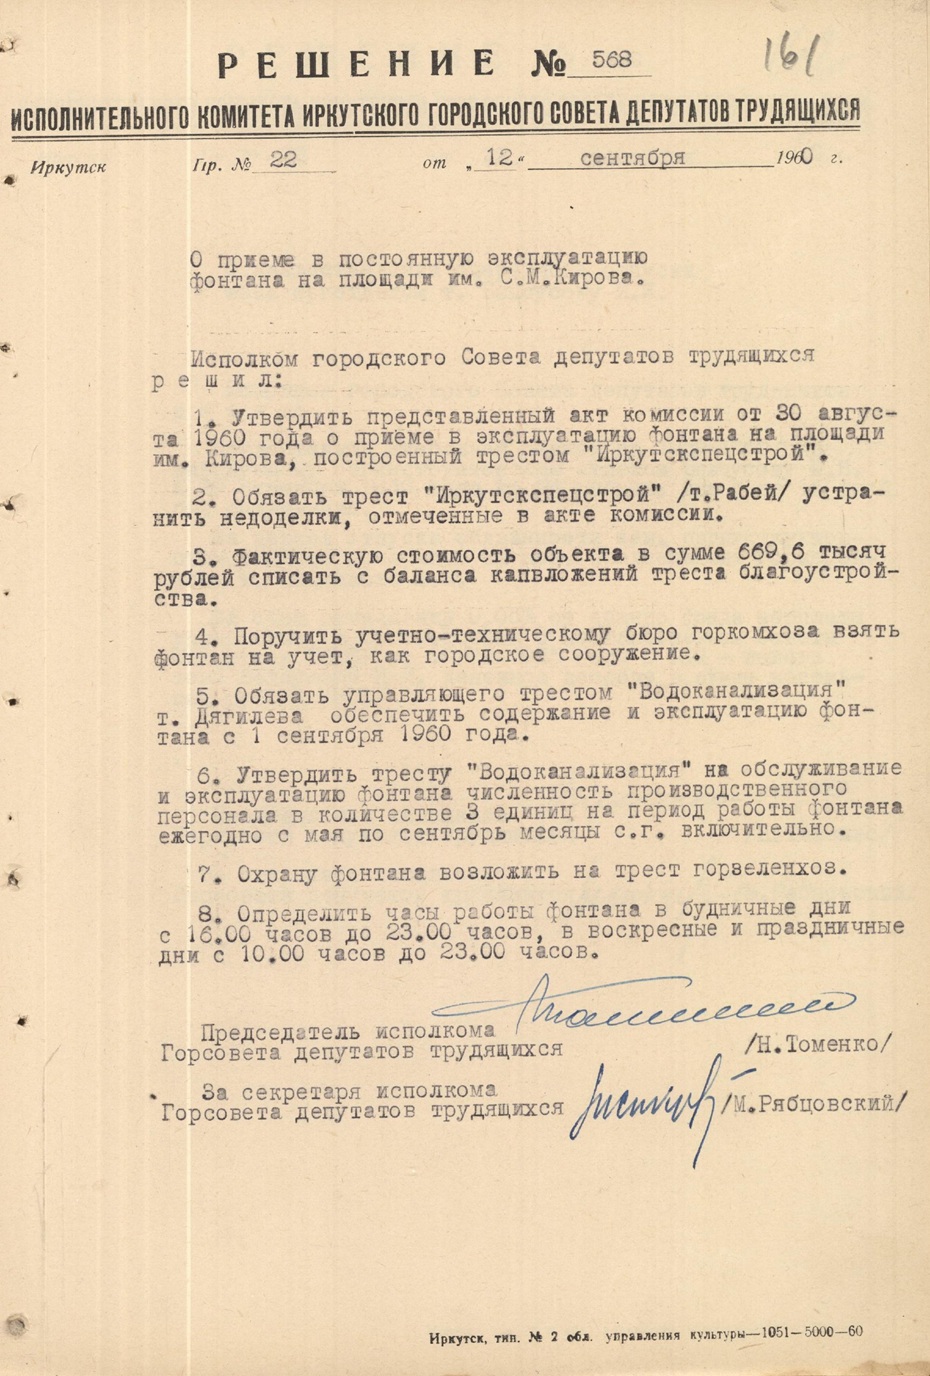 161
РЕШЕНИЕ № 568
ИСПОЛНИТЕЛЬНОГО КОМИТЕТА ИРКУТСКОГО ГОРОДСКОГО СОВЕТА ДЕПУТАТОВ ТРУДЯЩИХСЯ
Иркутск Пр. № 22 от „12“ сентября 1960 г.
О приеме в постоянную эксплуатацию
фонтана на площади им. С.М.Кирова.
Исполком городского Совета депутатов трудящихся
р е ш и л:
1. Утвердить представленный акт комиссии от 30 авгус-
та 1960 года о приёме в эксплуатацию фонтана на площади
им. Кирова, построенный трестом "Иркутскспецстрой".
2. Обязать трест "Иркутскспецстрой" /т.Рабей/ устра-
нить недоделки, отмеченные в акте комиссии.
3. Фактическую стоимость объекта в сумме 669,6 тысяч
рублей списать с баланса капвложений треста благоустрой-
ства.
4. Поручить учетно-техническому бюро горкомхоза взять
фонтан на учет, как городское сооружение.
5. Обязать управляющего трестом "Водоканализация"
т. Дягилева обеспечить содержание и эксплуатацию фон-
тана с 1 сентября 1960 года.
6. Утвердить тресту "Водоканализация" на обслуживание
и эксплуатацию фонтана численность производственного
персонала в количестве 3 единиц на период работы фонтана
ежегодно с мая по сентябрь месяцы с.г. включительно.
7. Охрану фонтана возложить на трест горзеленхоз.
8. Определить часы работы фонтана в будничные дни
с 16.00 часов до 23.00 часов, в воскресные и праздничные
дни с 10.00 часов до 23.00 часов.
Председатель исполкома
Горсовета депутатов трудящихся /Н.Томенко/
За секретаря исполкома
Горсовета депутатов трудящихся /М.Рябцовский/
Иркутск, тип. № 2 обл. управления культуры—1051—5000—60